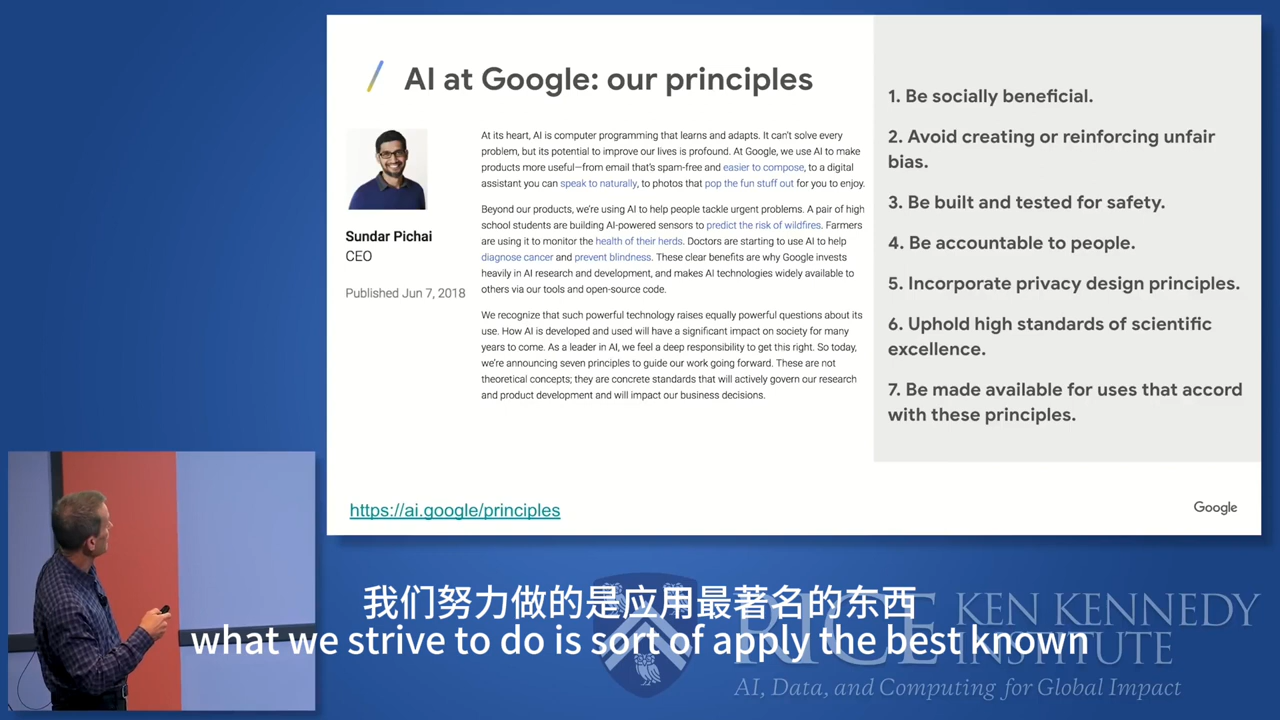 AI at Google: our principles
Sundar Pichai
CEO
Published Jun 7, 2018
At its heart, AI is computer programming that learns and adapts. It can't solve every
problem, but its potential to improve our lives is profound. At Google, we use AI to make
products more useful—from email that's spam-free and easier to compose, to a digital
assistant you can speak to naturally, to photos that pop the fun stuff out for you to enjoy.
Beyond our products, we're using AI to help people tackle urgent problems. A pair of high
school students are building AI-powered sensors to predict the risk of wildfires. Farmers
are using it to monitor the health of their herds. Doctors are starting to use AI to help
diagnose cancer and prevent blindness. These clear benefits are why Google invests
heavily in AI research and development, and makes AI technologies widely available to
others via our tools and open-source code.
We recognize that such powerful technology raises equally powerful questions about its
use. How AI is developed and used will have a significant impact on society for many
years to come. As a leader in AI, we feel a deep responsibility to get this right. So today,
we're announcing seven principles to guide our work going forward. These are not
theoretical concepts; they are concrete standards that will actively govern our research
and product development and will impact our business decisions.
1. Be socially beneficial.
2. Avoid creating or reinforcing unfair
bias.
3. Be built and tested for safety.
4. Be accountable to people.
5. Incorporate privacy design principles.
6. Uphold high standards of scientific
excellence.
7. Be made available for uses that accord
with these principles.
https://ai.google/principles
Google
我们努力做的是应用最著名的东西
what we strive to do is sort of apply the best known
RICE KEN KENNEDY
INSTITUTE
AI, Data, and Computing for Global Impact